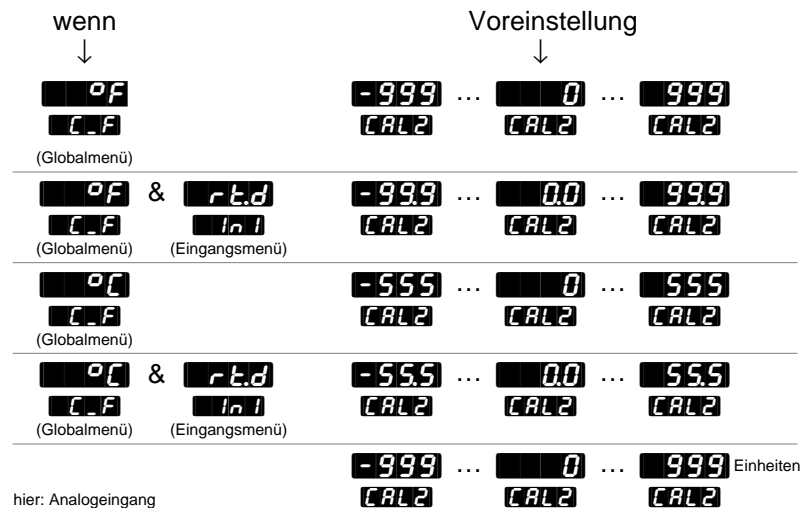 wenn Voreinstellung
↓ ↓
°F -999 ... 0 ... 999
C_F CAL2 CAL2 CAL2
(Globalmenü)
°F & rt.d -99.9 ... 0.0 ... 99.9
C_F In1 CAL2 CAL2 CAL2
(Globalmenü) (Eingangsmenü)
°C -555 ... 0 ... 555
C_F CAL2 CAL2 CAL2
(Globalmenü)
°C & rt.d -55.5 ... 0.0 ... 55.5
C_F In1 CAL2 CAL2 CAL2
(Globalmenü) (Eingangsmenü)
-999 ... 0 ... 999 Einheiten
hier: Analogeingang CAL2 CAL2 CAL2